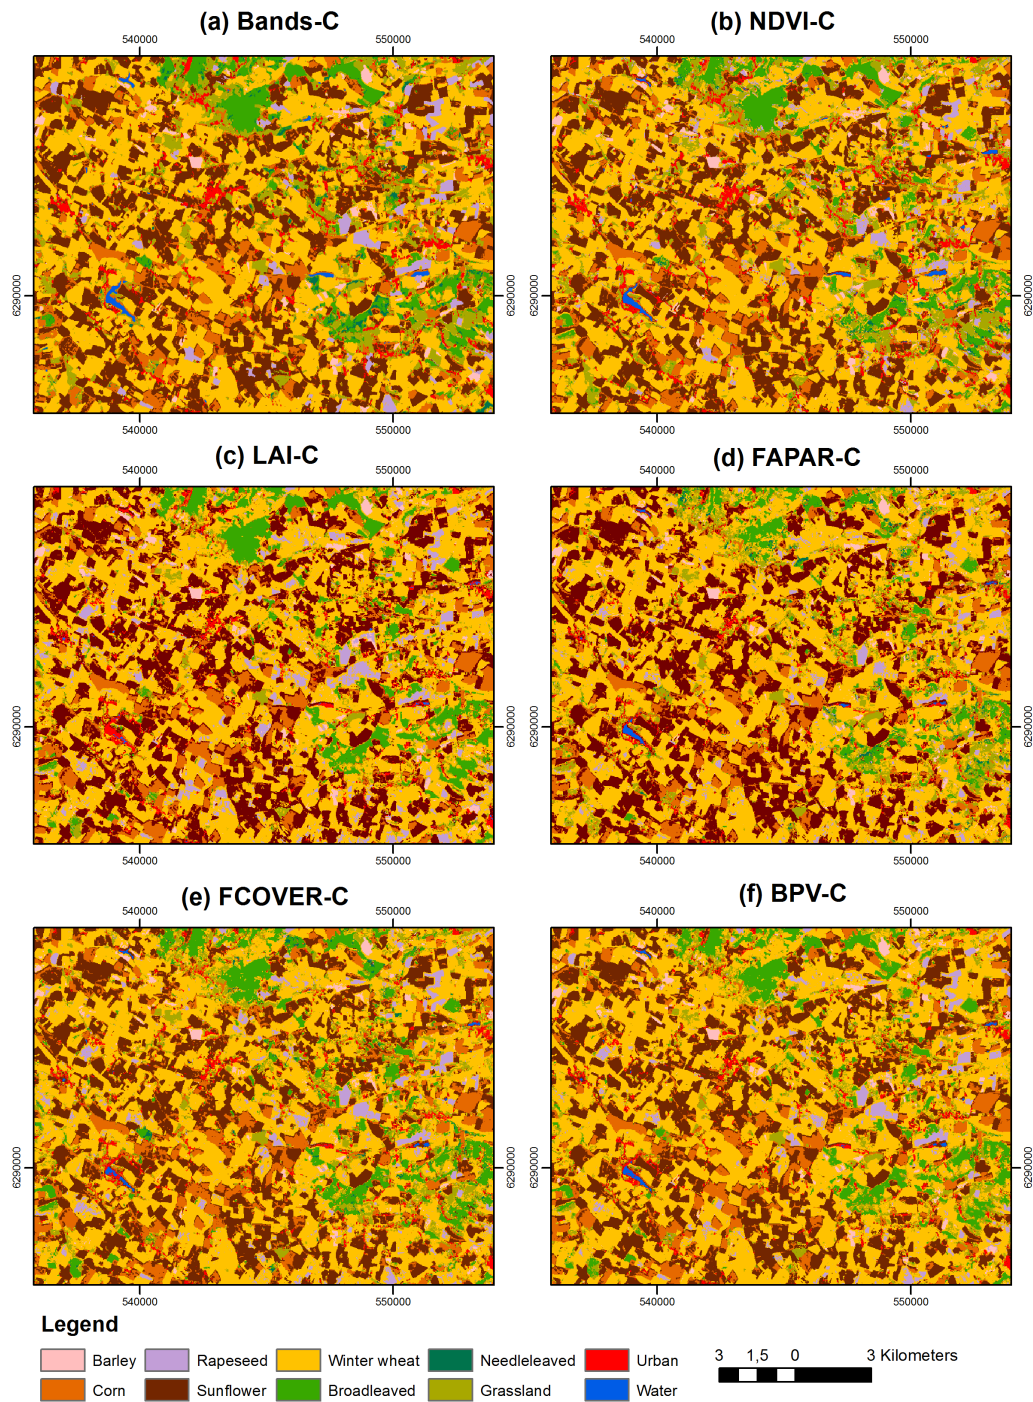 (a) Bands-C
(b) NDVI-C
540000 550000
540000 550000
6290000
6290000
6290000
540000 550000
540000 550000
(c) LAI-C
(d) FAPAR-C
540000 550000
540000 550000
6290000
6290000
6290000
540000 550000
540000 550000
(e) FCOVER-C
(f) BPV-C
540000 550000
540000 550000
6290000
6290000
6290000
540000 550000
540000 550000
Legend
Barley Rapeseed Winter wheat Needleleaved Urban
Corn Sunflower Broadleaved Grassland Water
3 1,5 0 3 Kilometers